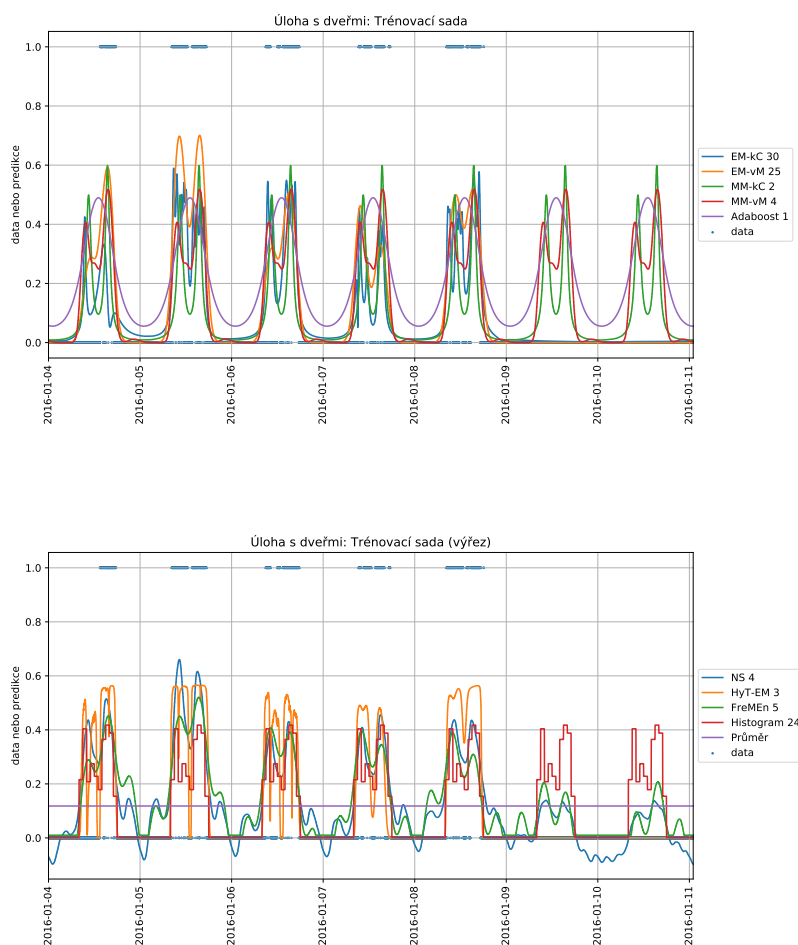 Úloha s dveřmi: Trénovací sada
data nebo predikce
1.0
0.8
0.6
0.4
0.2
0.0
2016-01-04
2016-01-05
2016-01-06
2016-01-07
2016-01-08
2016-01-09
2016-01-10
2016-01-11
EM-kC 30
EM-vM 25
MM-kC 2
MM-vM 4
Adaboost 1
data
Úloha s dveřmi: Trénovací sada (výřez)
data nebo predikce
1.0
0.8
0.6
0.4
0.2
0.0
2016-01-04
2016-01-05
2016-01-06
2016-01-07
2016-01-08
2016-01-09
2016-01-10
2016-01-11
NS 4
HyT-EM 3
FreMEn 5
Histogram 24
Průměr
data